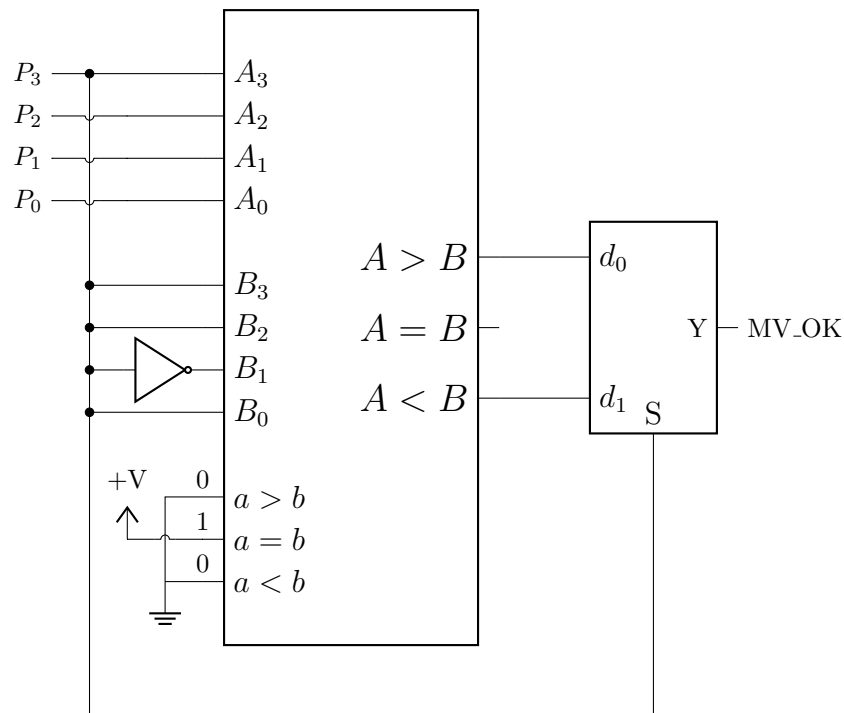 P₃
A₃
P₂
A₂
P₁
A₁
P₀
A₀
A > B
d₀
B₃
B₂
A = B
Y
MV_OK
B₁
A < B
d₁
B₀
S
+V
0
a > b
1
a = b
0
a < b